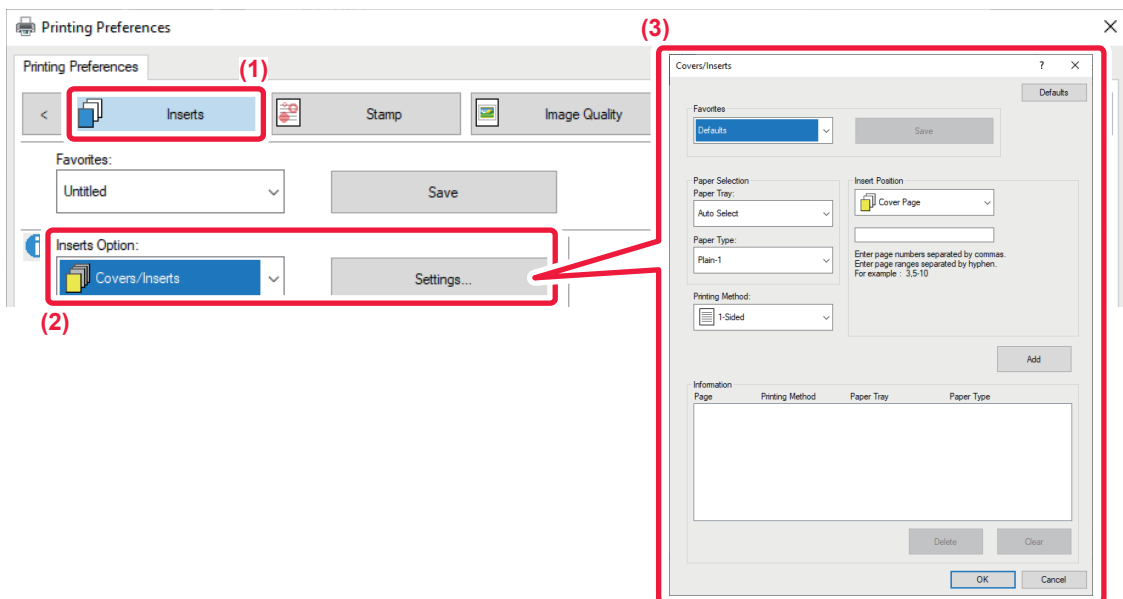 Printing Preferences
(3)
Printing Preferences
(1)
<
Inserts
Stamp
Image Quality
Favorites:
Untitled
Save
Inserts Option:
Covers/Inserts
Settings...
(2)
Covers/Inserts
?
Defaults
Favorites
Defaults
Save
Paper Selection
Paper Tray:
Auto Select
Paper Type:
Plain-1
Printing Method:
1-Sided
Insert Position
Cover Page
Enter page numbers separated by commas.
Enter page ranges separated by hyphen.
For example : 3,5-10
Add
Information
Page Printing Method Paper Tray Paper Type
Delete
Clear
OK
Cancel